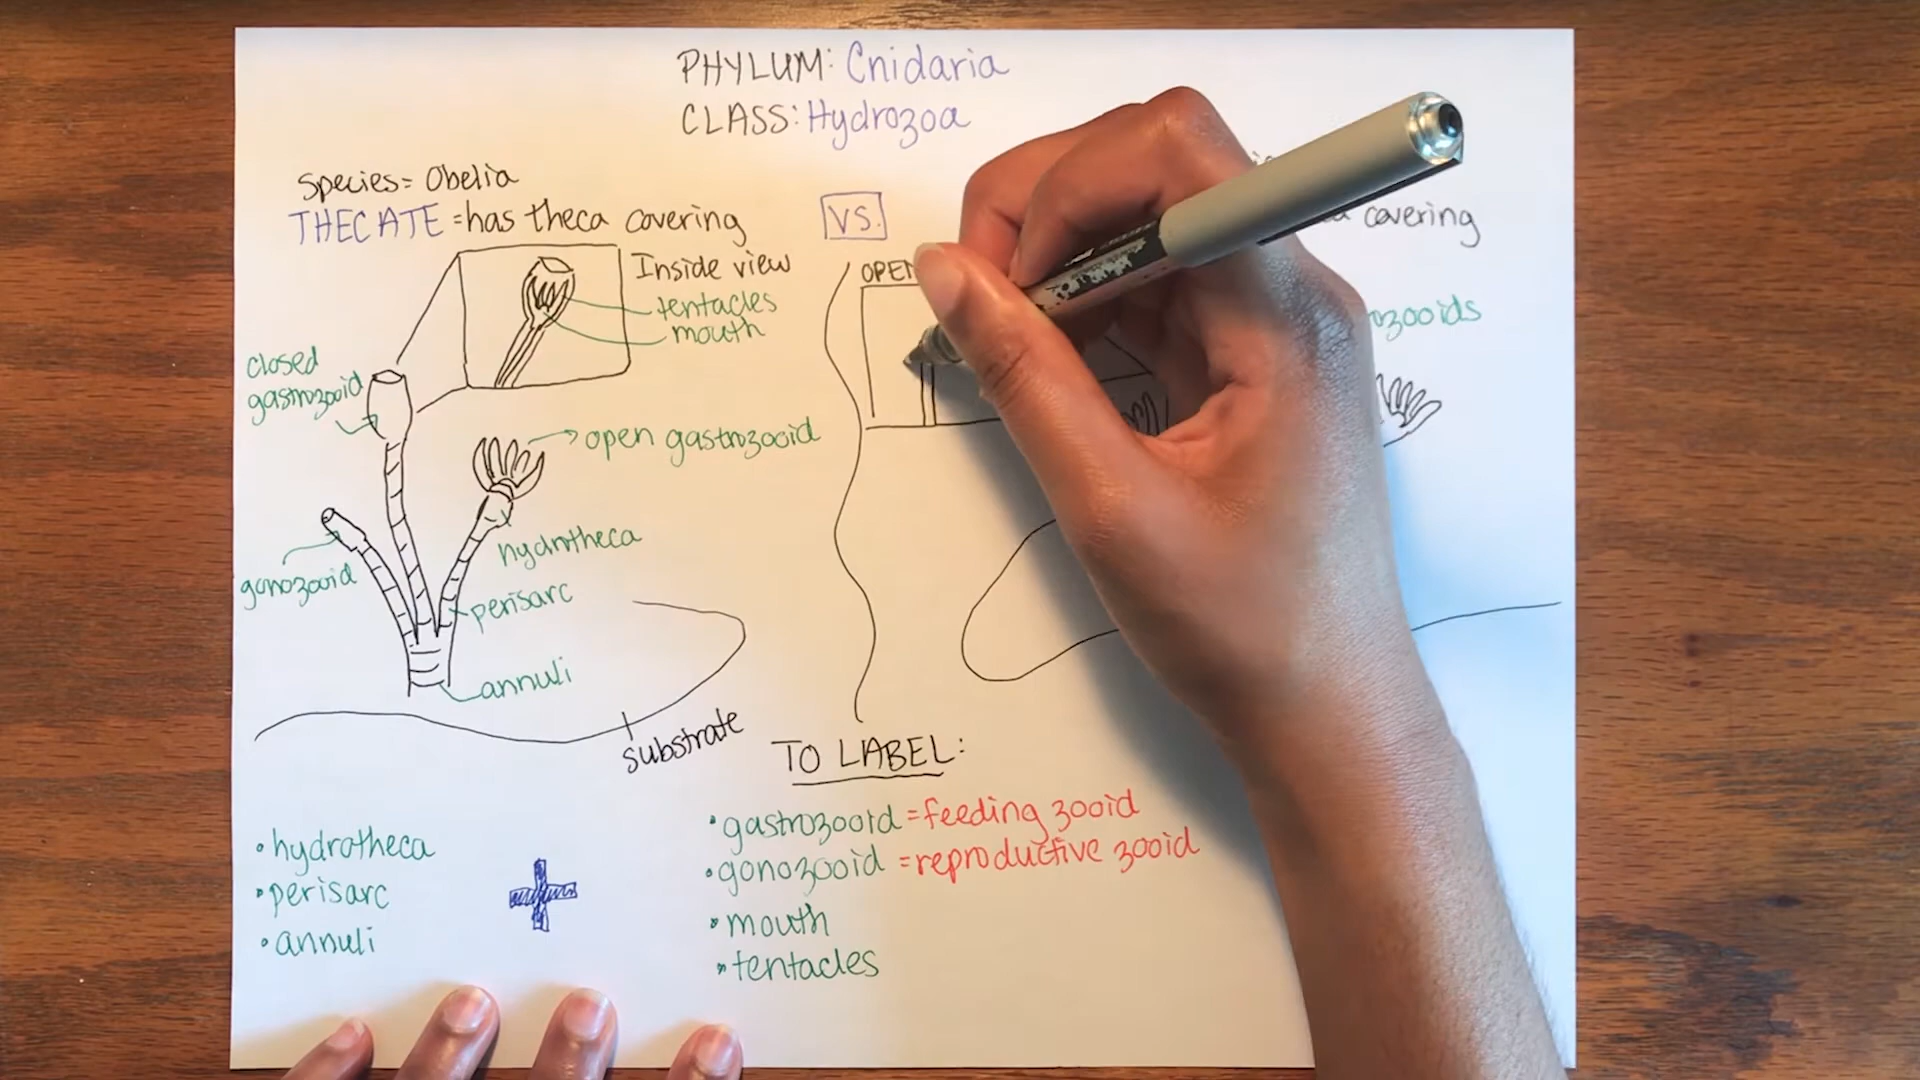 PHYLUM: Cnidaria
CLASS: Hydrozoa
Species= Obelia
THECATE =has theca covering
VS.
covering
Inside view
tentacles
mouth
OPEN
closed
gastrozooid
open gastrozooid
gonozooid
hydrotheca
perisarc
annuli
substrate
TO LABEL:
•gastrozooid =feeding zooid
•gonozooid =reproductive zooid
•mouth
•tentacles
•hydrotheca
•perisarc
•annuli